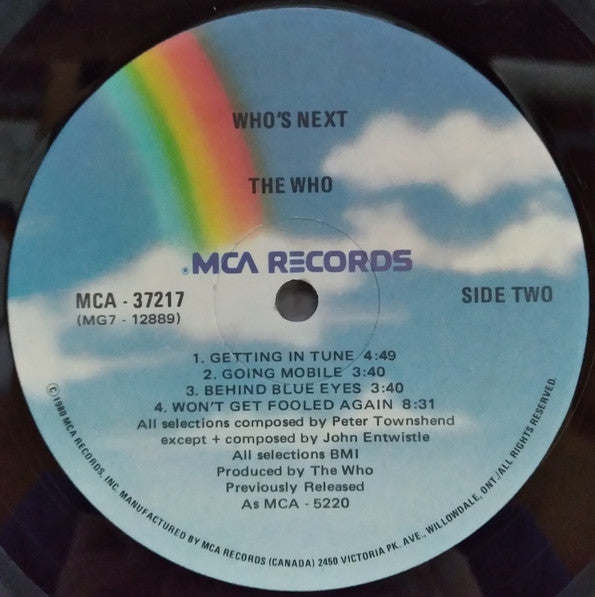 WHO'S NEXT
THE WHO
®MCA RECORDS
MCA - 37217
(MG7 - 12889)
SIDE TWO
1. GETTING IN TUNE 4:49
2. GOING MOBILE 3:40
3. BEHIND BLUE EYES 3:40
4. WON'T GET FOOLED AGAIN 8:31
All selections composed by Peter Townshend
except + composed by John Entwistle
All selections BMI
Produced by The Who
Previously Released
As MCA - 5220
©1980 MCA RECORDS, INC. MANUFACTURED BY MCA RECORDS (CANADA) 2450 VICTORIA PK. AVE., WILLOWDALE, ONT./ALL RIGHTS RESERVED.